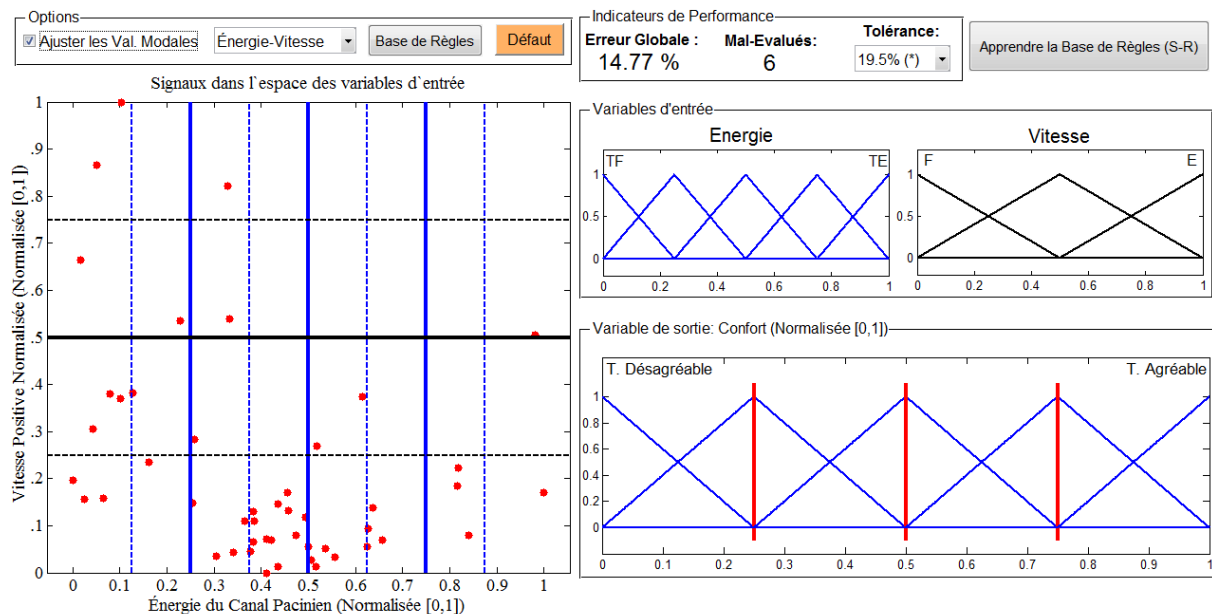 Options
Ajuster les Val. Modales
Énergie-Vitesse
Base de Règles
Défaut
Indicateurs de Performance
Erreur Globale :
14.77 %
Mal-Evalués:
6
Tolérance:
19.5% (*)
Apprendre la Base de Règles (S-R)
Signaux dans l`espace des variables d`entrée
Vitesse Positive Normalisée (Normalisée [0,1])
1
.9
.8
.7
.6
.5
.4
.3
.2
.1
0
0 0.1 0.2 0.3 0.4 0.5 0.6 0.7 0.8 0.9 1
Énergie du Canal Pacinien (Normalisée [0,1])
Variables d'entrée
Energie
TF TE
1
0.5
0
0 0.2 0.4 0.6 0.8 1
Vitesse
F E
1
0.5
0
0 0.2 0.4 0.6 0.8 1
Variable de sortie: Confort (Normalisée [0,1])
T. Désagréable T. Agréable
1
0.8
0.6
0.4
0.2
0
0 0.1 0.2 0.3 0.4 0.5 0.6 0.7 0.8 0.9 1